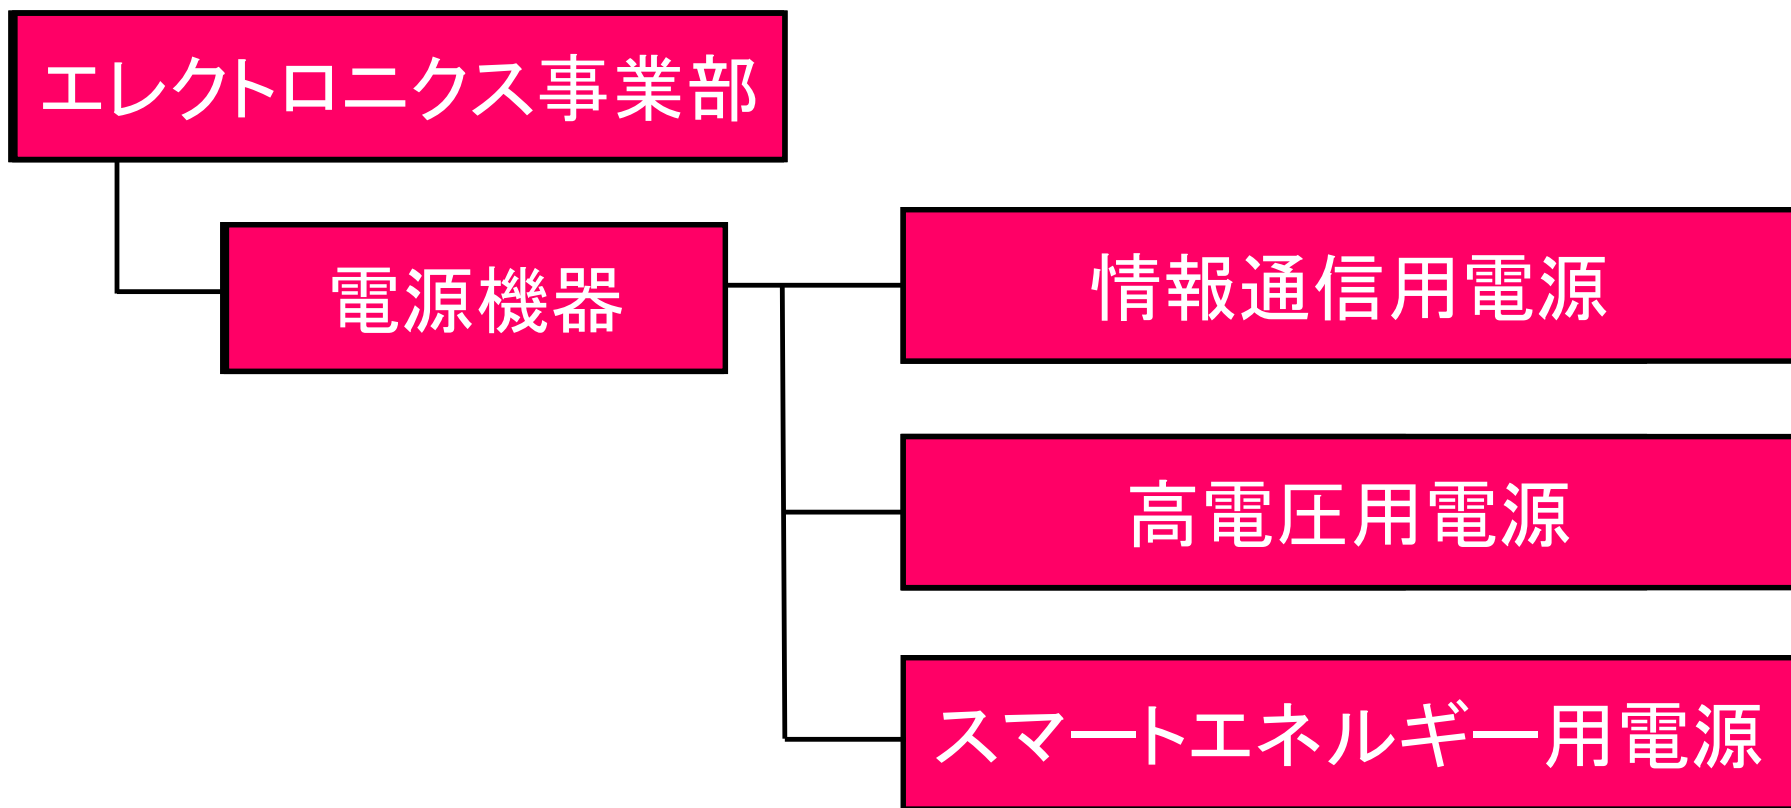 エレクトロニクス事業部
電源機器
情報通信用電源
高電圧用電源
スマートエネルギー用電源